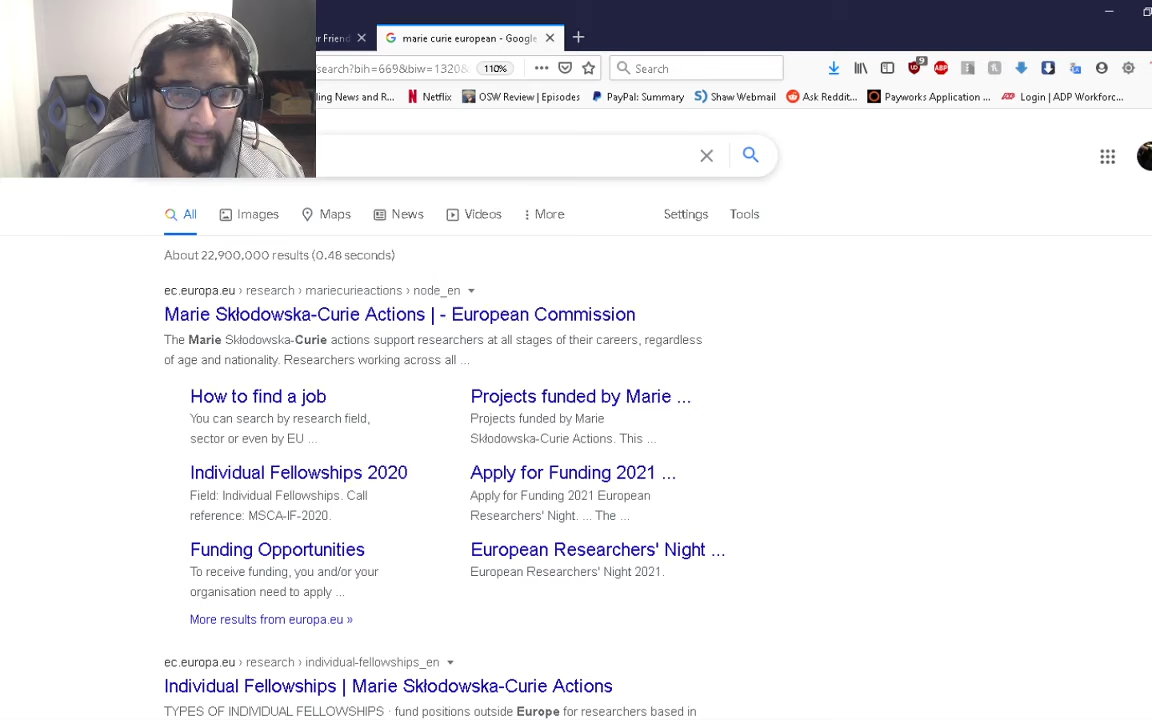 ur Friend
marie curie european - Google
search?bih=669&biw=1320&
110%
Search
9
ABP
ling News and R...
Netflix
OSW Review | Episodes
PayPal: Summary
Shaw Webmail
Ask Reddit...
Payworks Application ...
Login | ADP Workforc...
All
Images
Maps
News
Videos
More
Settings
Tools
About 22,900,000 results (0.48 seconds)
ec.europa.eu › research › mariecurieactions › node_en
Marie Skłodowska-Curie Actions | - European Commission
The Marie Skłodowska-Curie actions support researchers at all stages of their careers, regardless
of age and nationality. Researchers working across all ...
How to find a job
You can search by research field,
sector or even by EU ...
Projects funded by Marie ...
Projects funded by Marie
Skłodowska-Curie Actions. This ...
Individual Fellowships 2020
Field: Individual Fellowships. Call
reference: MSCA-IF-2020.
Apply for Funding 2021 ...
Apply for Funding 2021 European
Researchers' Night. ... The ...
Funding Opportunities
To receive funding, you and/or your
organisation need to apply ...
European Researchers' Night ...
European Researchers' Night 2021.
More results from europa.eu »
ec.europa.eu › research › individual-fellowships_en
Individual Fellowships | Marie Skłodowska-Curie Actions
TYPES OF INDIVIDUAL FELLOWSHIPS · fund positions outside Europe for researchers based in